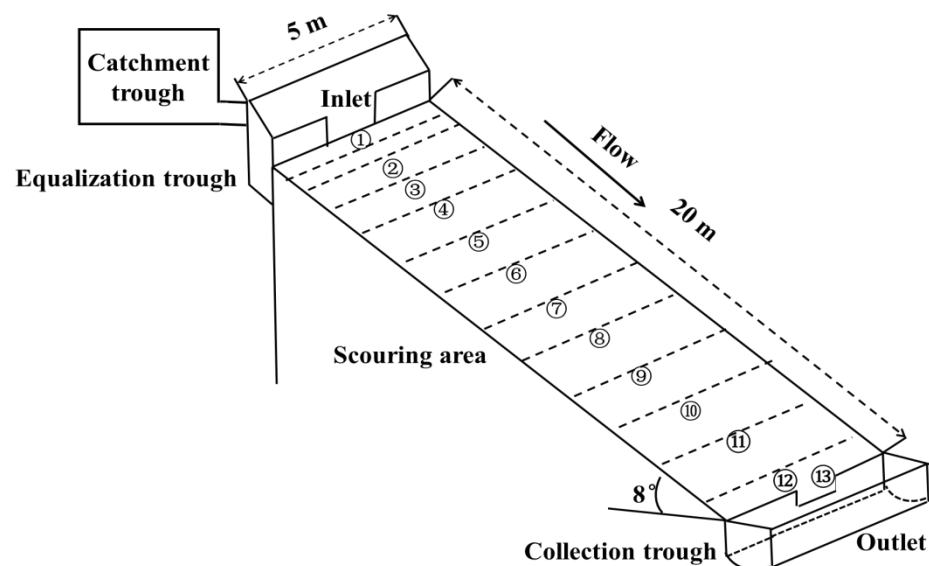 5 m
Catchment
trough
Inlet
①
Flow
②
Equalization trough
③
④
20 m
⑤
⑥
⑦
⑧
Scouring area
⑨
⑩
⑪
⑫
⑬
8°
Collection trough
Outlet